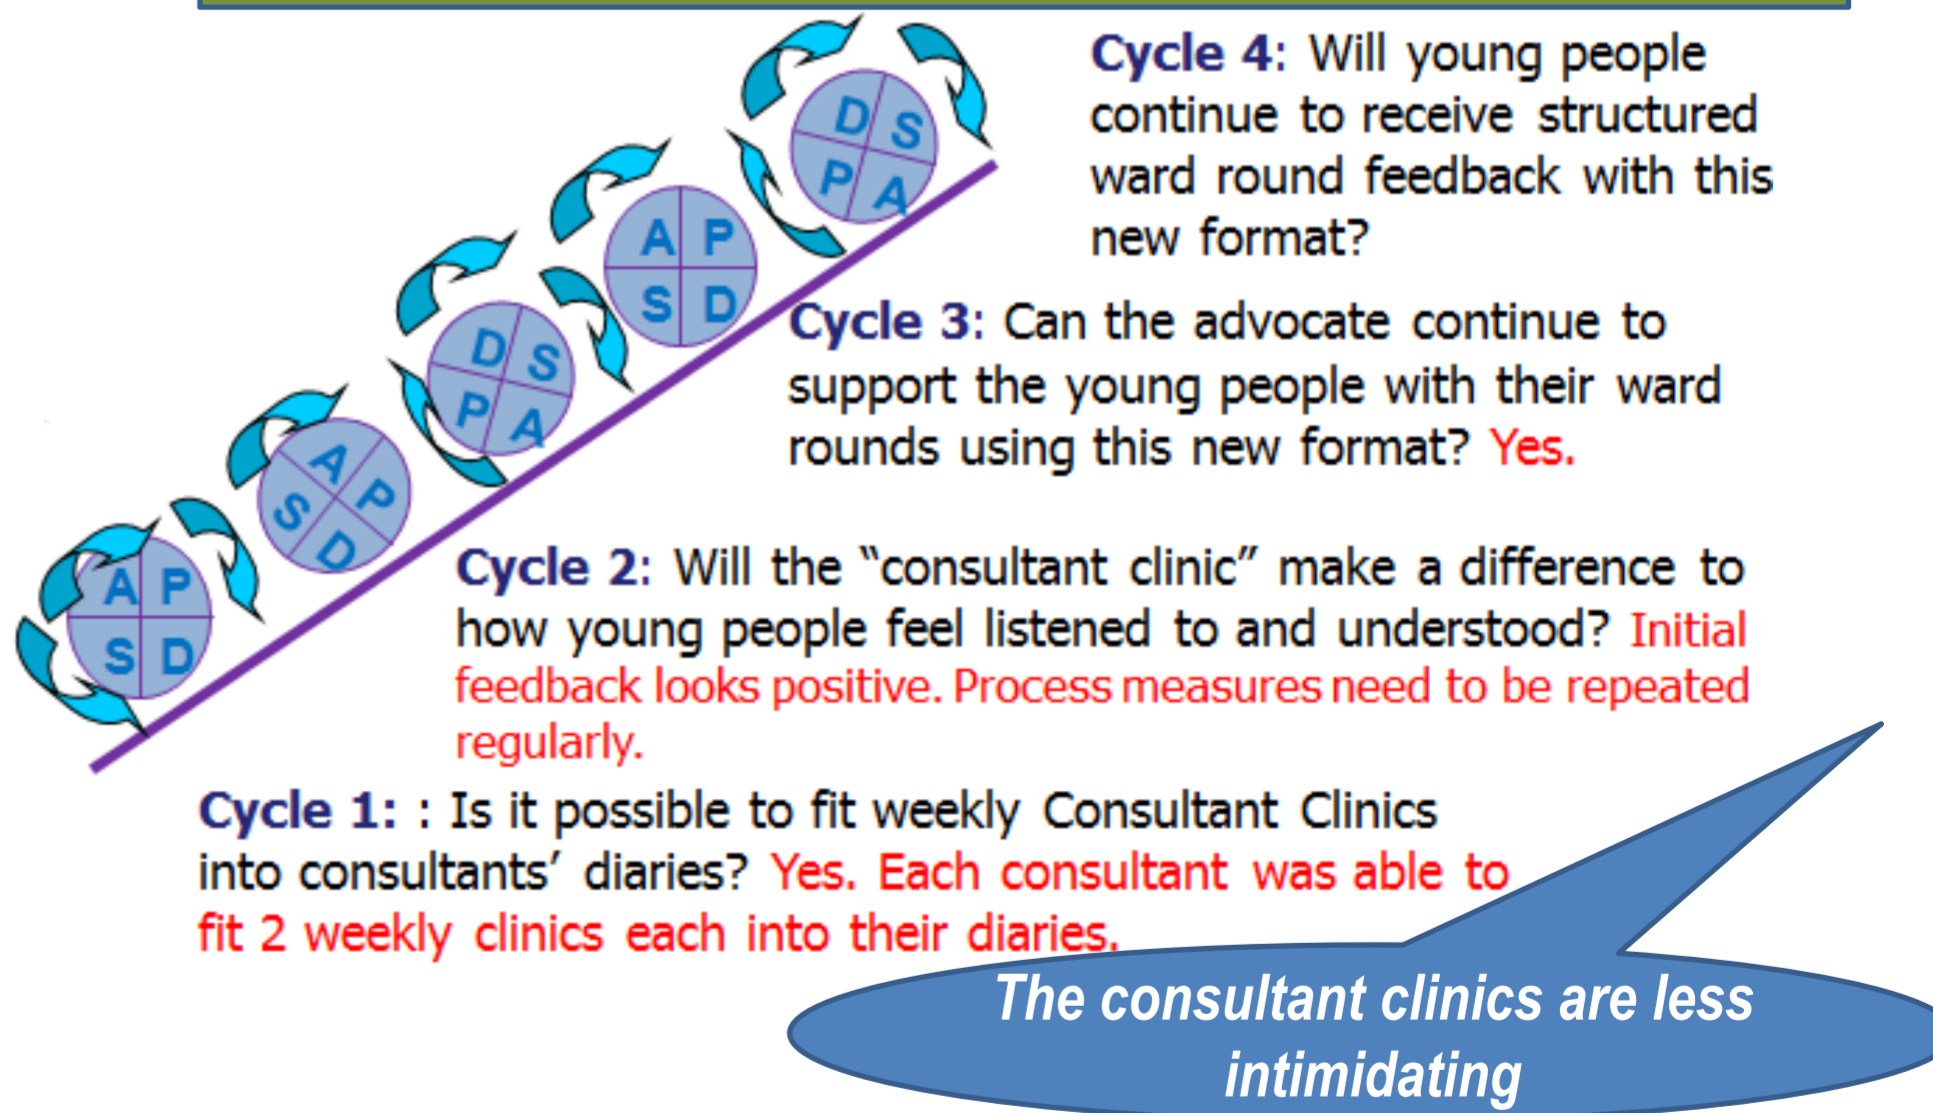 Cycle 4: Will young people
continue to receive structured
ward round feedback with this
new format?
D S
P A
A P
S D
Cycle 3: Can the advocate continue to
support the young people with their ward
rounds using this new format? Yes.
D S
P A
A P
S D
Cycle 2: Will the “consultant clinic” make a difference to
how young people feel listened to and understood? Initial
feedback looks positive. Process measures need to be repeated
regularly.
A P
S D
Cycle 1: : Is it possible to fit weekly Consultant Clinics
into consultants’ diaries? Yes. Each consultant was able to
fit 2 weekly clinics each into their diaries.
The consultant clinics are less
intimidating